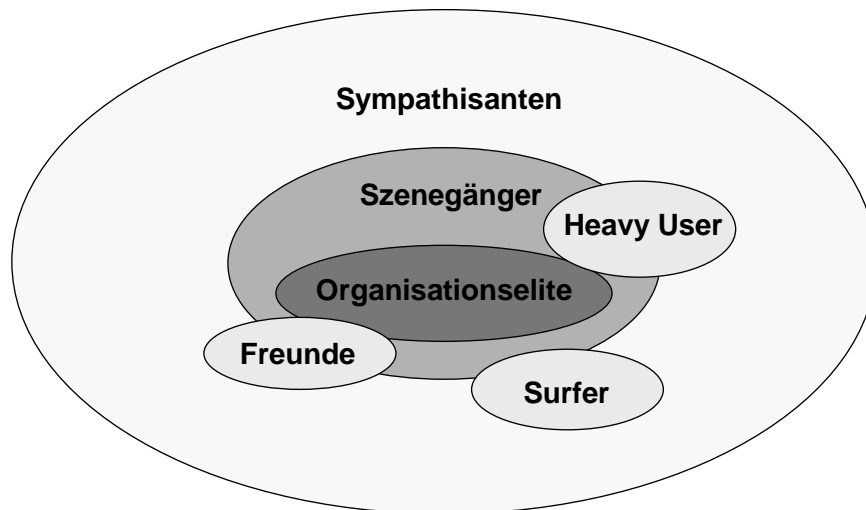 Sympathisanten
Szenegänger
Heavy User
Organisationselite
Freunde
Surfer